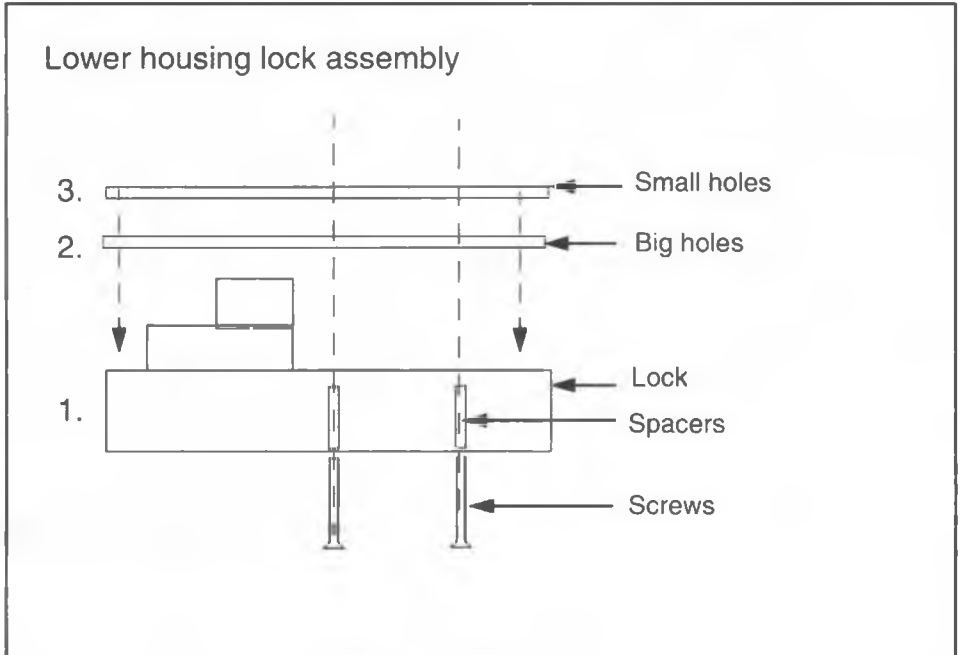 Lower housing lock assembly
3.
Small holes
2.
Big holes
Lock
1.
Spacers
Screws